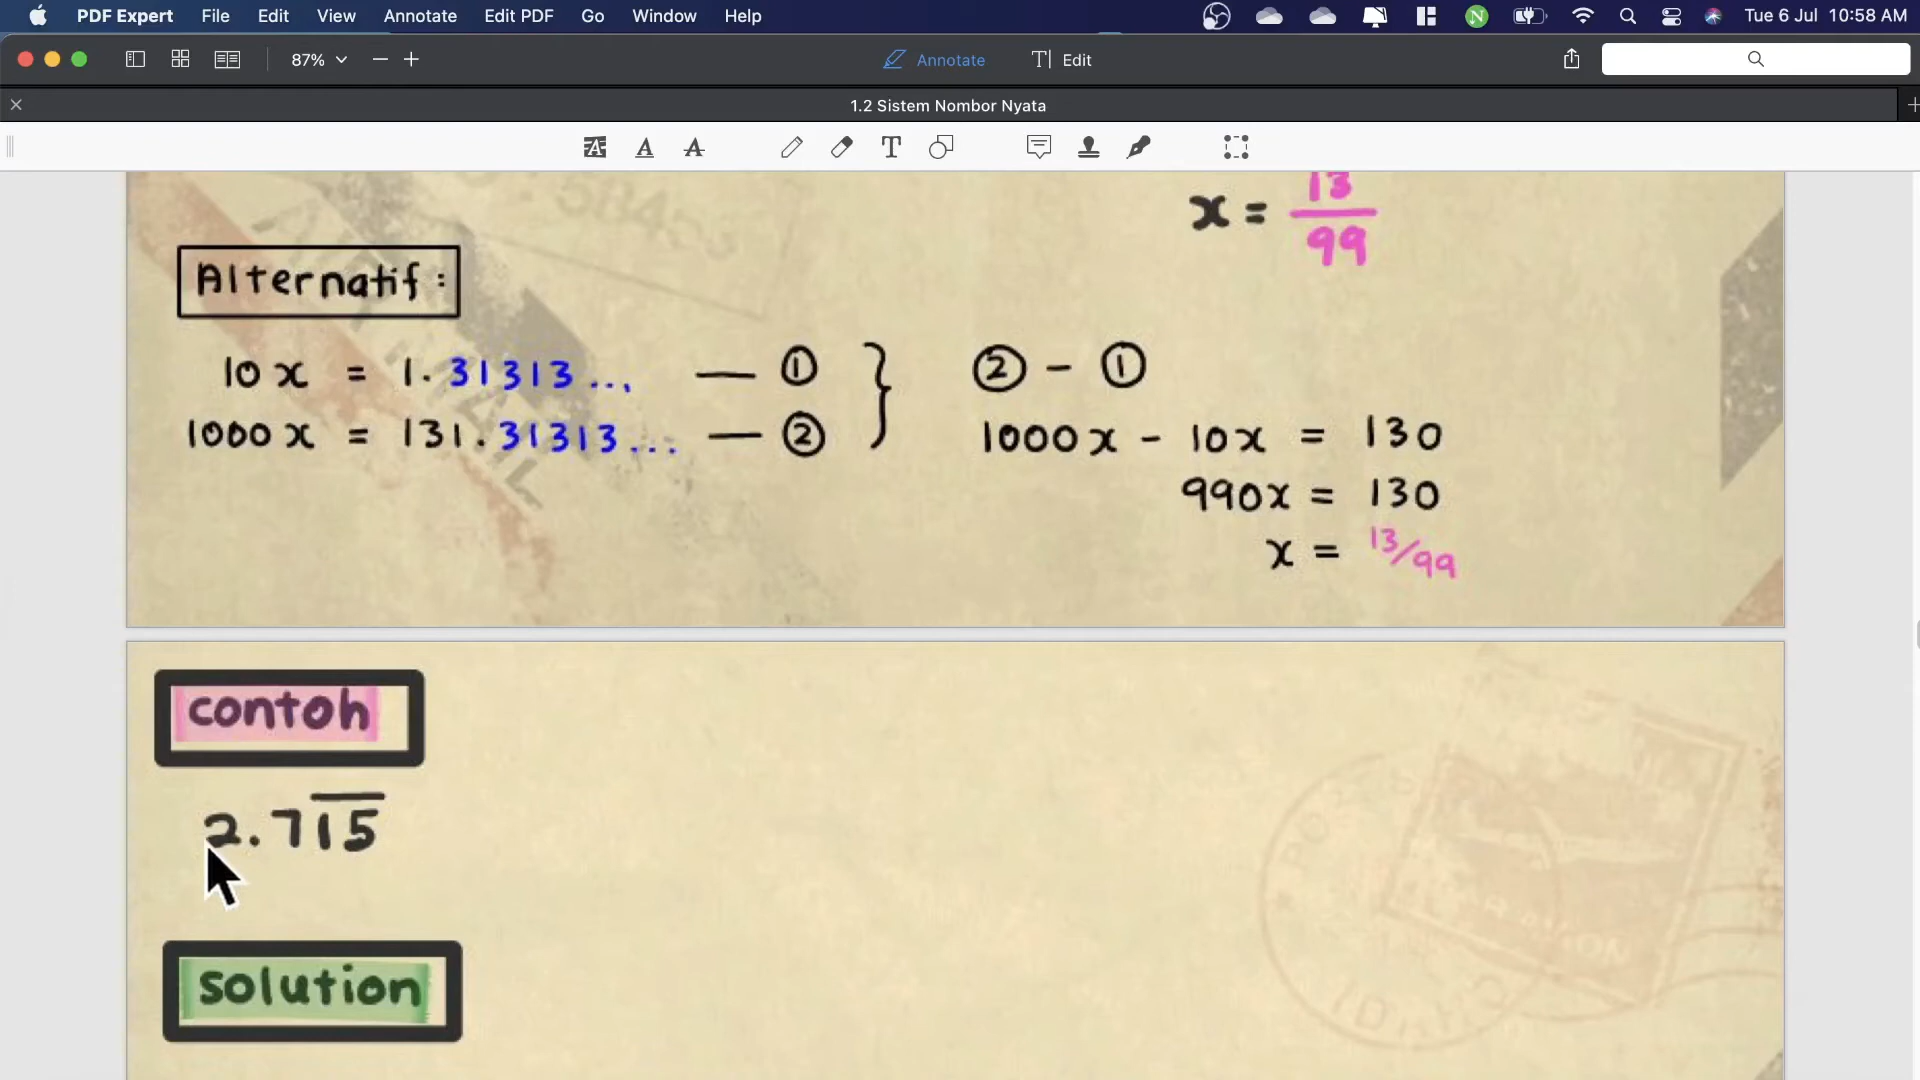 PDF Expert File Edit View Annotate Edit PDF Go Window Help Tue 6 Jul 10:58 AM
87% Annotate Edit
1.2 Sistem Nombor Nyata
x = 13/99
Alternatif :
10x = 1.31313... — ①
1000x = 131.31313... — ②
② - ①
1000x - 10x = 130
990x = 130
x = 13/99
contoh
2.71̅5̅
solution